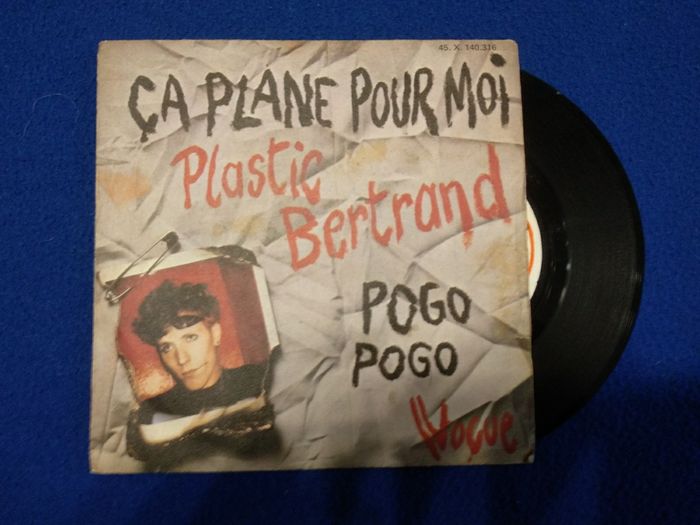 45. X. 140.316
ÇA PLANE POUR MOI
Plastic
Bertrand
POGO
POGO
Vogue